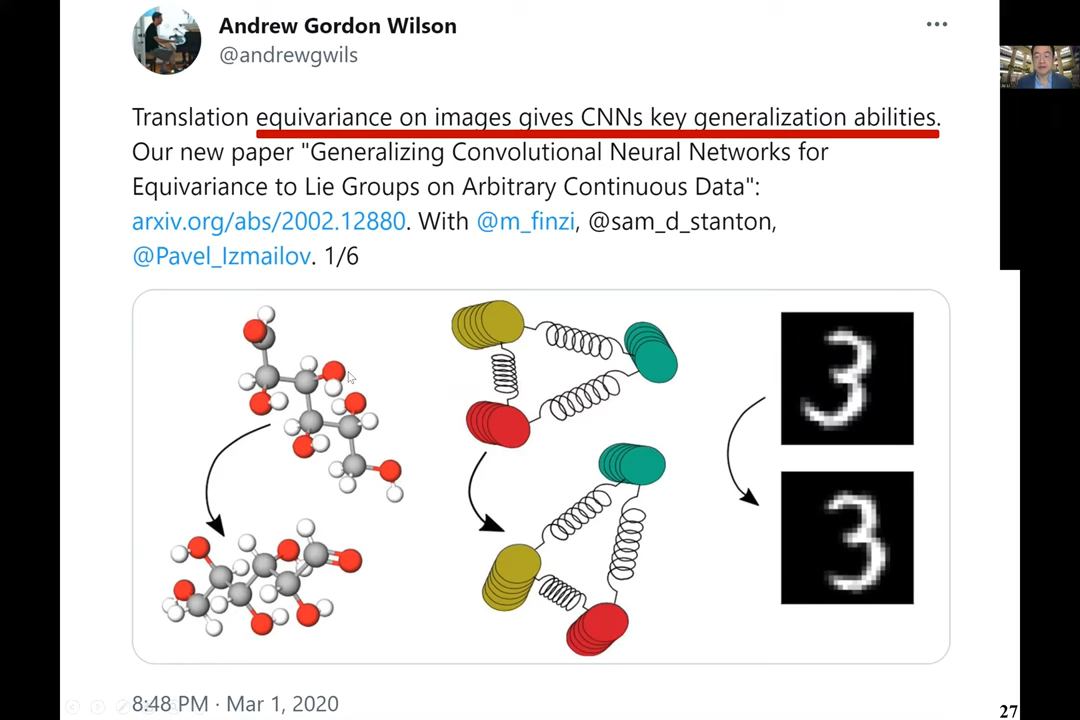 Andrew Gordon Wilson
@andrewgwils
Translation equivariance on images gives CNNs key generalization abilities.
Our new paper "Generalizing Convolutional Neural Networks for
Equivariance to Lie Groups on Arbitrary Continuous Data":
arxiv.org/abs/2002.12880. With @m_finzi, @sam_d_stanton,
@Pavel_Izmailov. 1/6
3
3
8:48 PM · Mar 1, 2020
27